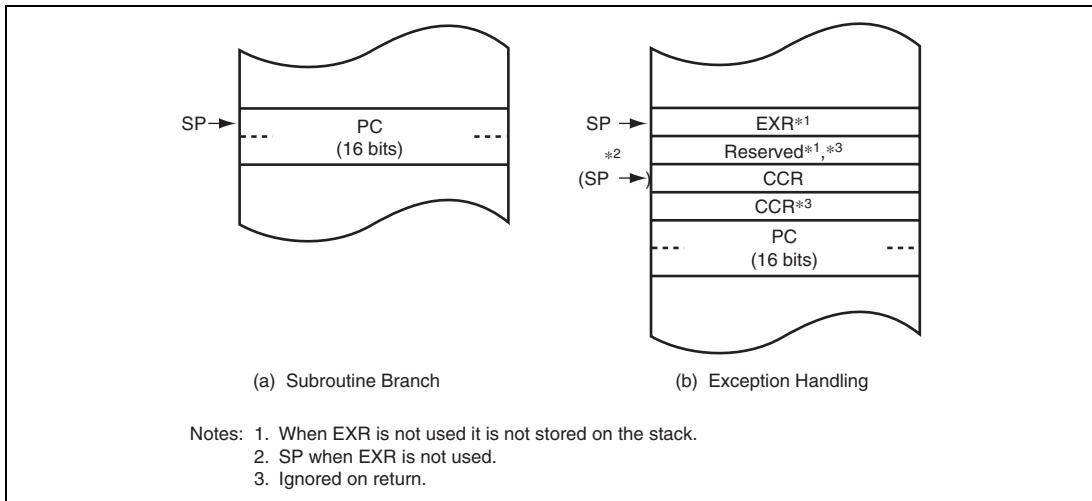 SP
PC
(16 bits)
(a) Subroutine Branch
SP
*2
(SP )
EXR*1
Reserved*1,*3
CCR
CCR*3
PC
(16 bits)
(b) Exception Handling
Notes: 1. When EXR is not used it is not stored on the stack.
2. SP when EXR is not used.
3. Ignored on return.